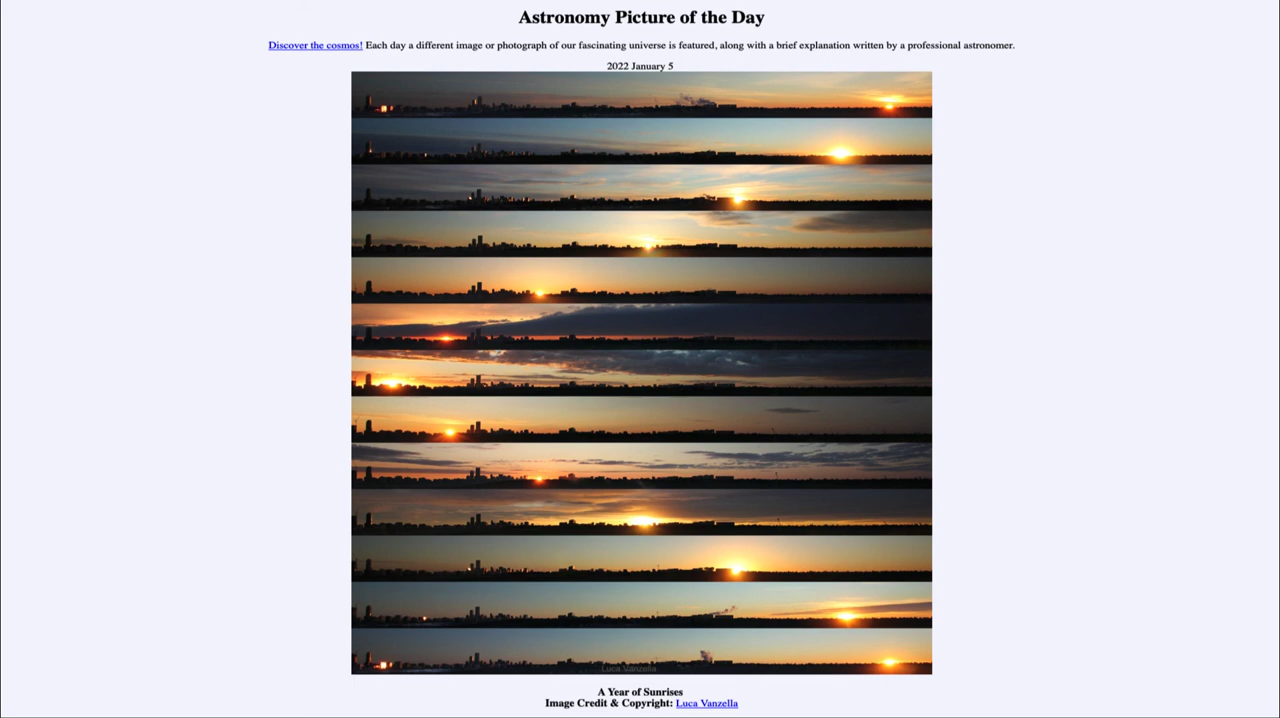 Astronomy Picture of the Day
Discover the cosmos! Each day a different image or photograph of our fascinating universe is featured, along with a brief explanation written by a professional astronomer.
2022 January 5
Luca Vanzella
A Year of Sunrises
Image Credit & Copyright: Luca Vanzella